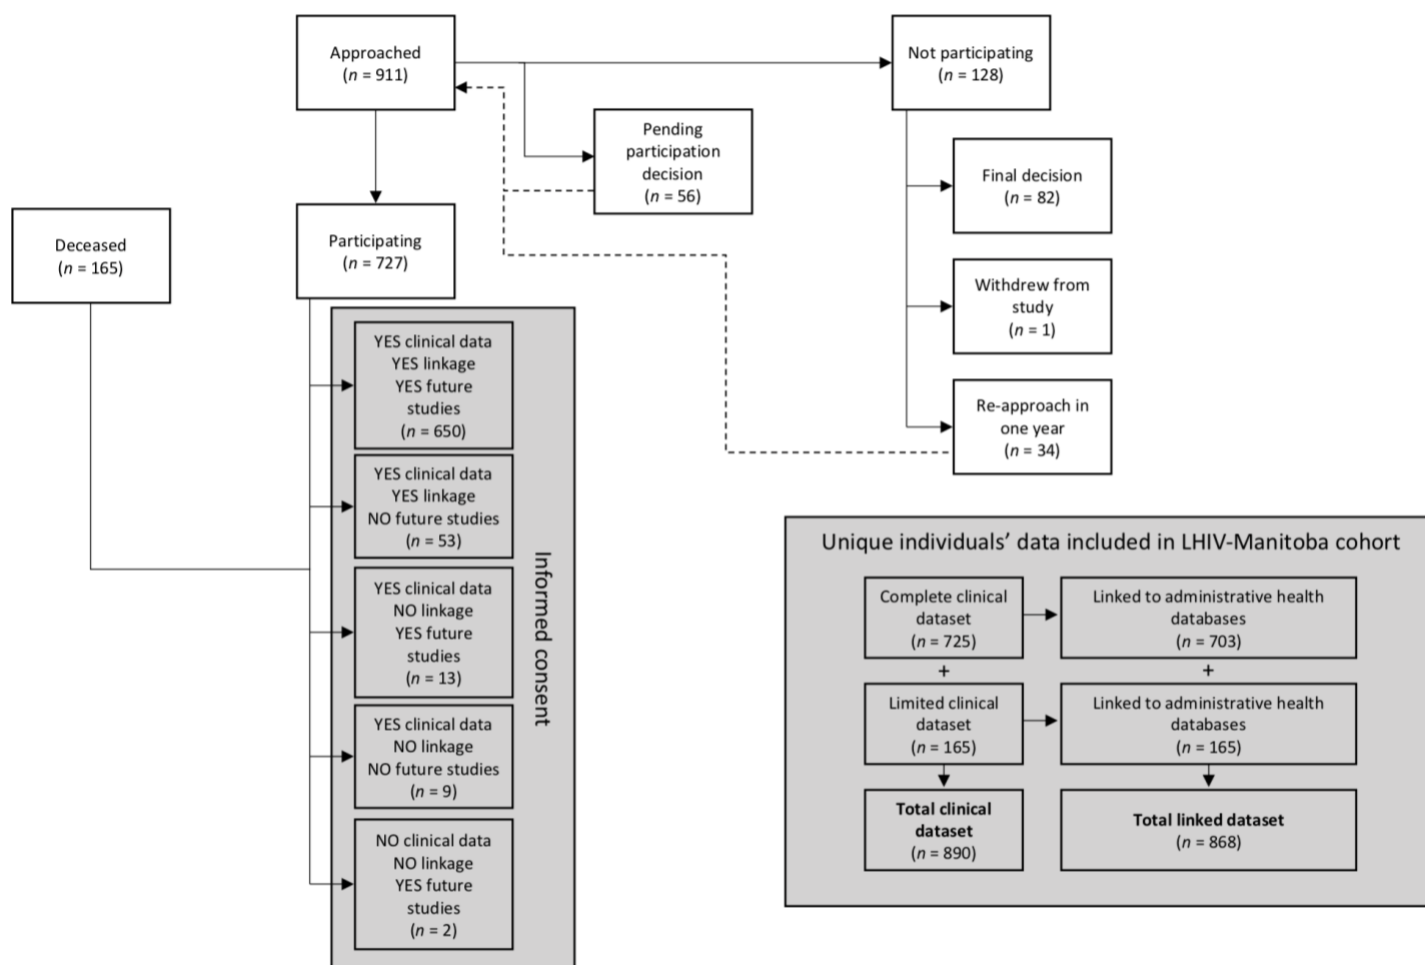 Approached
(n = 911)
Not participating
(n = 128)
Pending
participation
decision
(n = 56)
Final decision
(n = 82)
Deceased
(n = 165)
Participating
(n = 727)
Withdrew from
study
(n = 1)
Re-approach in
one year
(n = 34)
YES clinical data
YES linkage
YES future
studies
(n = 650)
YES clinical data
YES linkage
NO future studies
(n = 53)
YES clinical data
NO linkage
YES future
studies
(n = 13)
YES clinical data
NO linkage
NO future studies
(n = 9)
NO clinical data
NO linkage
YES future
studies
(n = 2)
Informed consent
Unique individuals’ data included in LHIV-Manitoba cohort
Complete clinical
dataset
(n = 725)
Linked to administrative health
databases
(n = 703)
+
+
Limited clinical
dataset
(n = 165)
Linked to administrative health
databases
(n = 165)
Total clinical
dataset
(n = 890)
Total linked dataset
(n = 868)